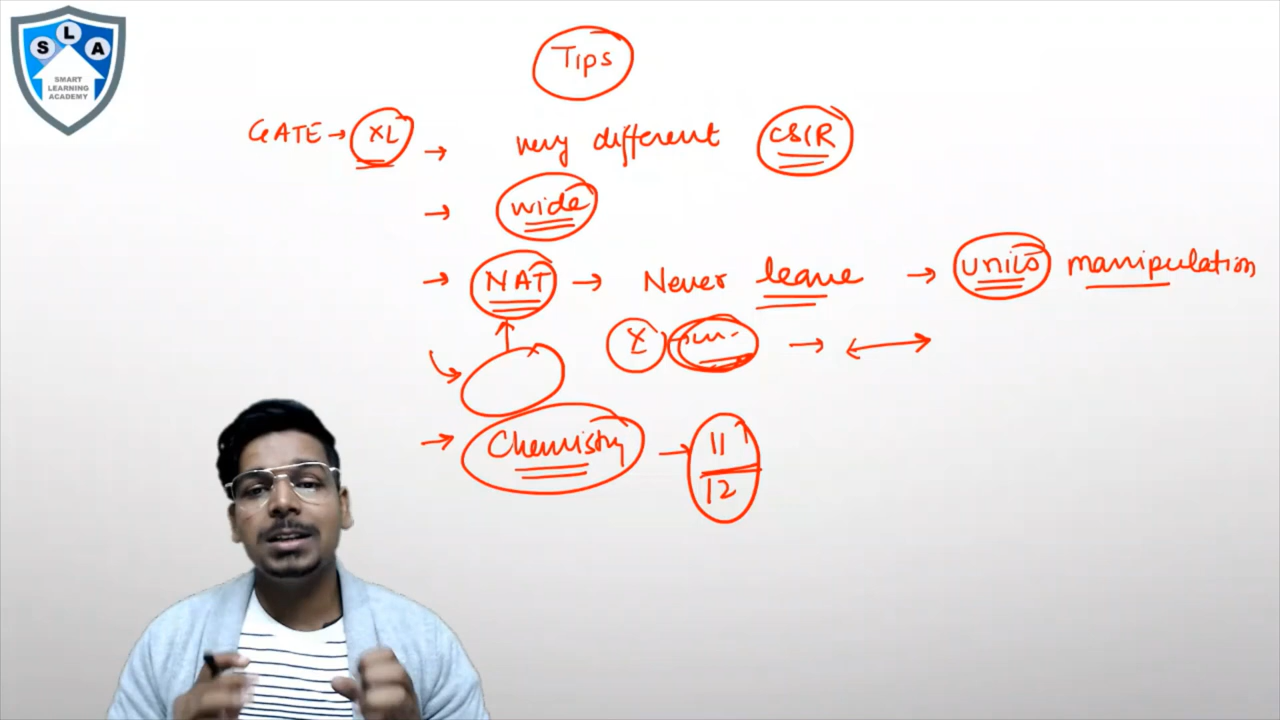 S L A
SMART
LEARNING
ACADEMY
Tips
GATE → XL → very different CSIR
→ wide
→ NAT → Never leave → units manipulation
→ Chemistry → 11
12